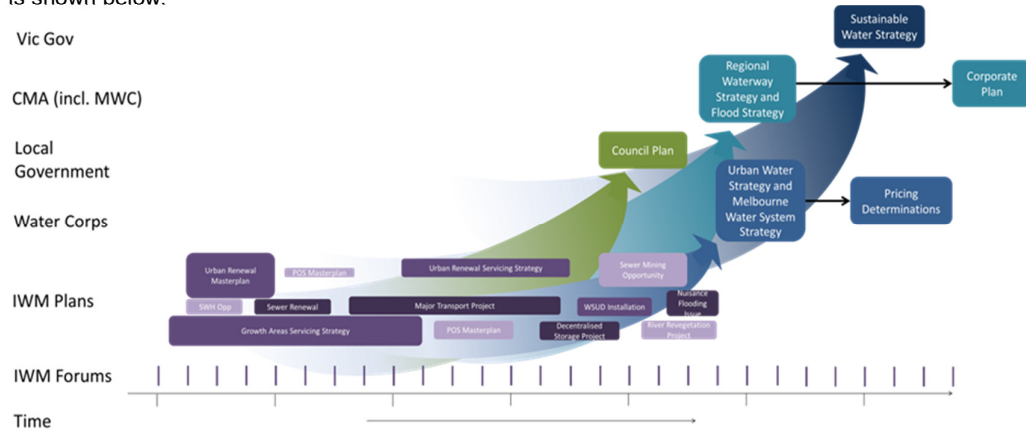 is shown below.
Vic Gov
Sustainable
Water Strategy
Regional
Waterway
Strategy and
Flood Strategy
Corporate
Plan
CMA (incl. MWC)
Local
Government
Council Plan
Urban Water
Strategy and
Melbourne
Water System
Strategy
Pricing
Determinations
Water Corps
Urban Renewal
Masterplan
POS Masterplan
Urban Renewal Servicing Strategy
Sewer Mining
Opportunity
IWM Plans
SWH Opp
Sewer Renewal
Major Transport Project
WSUD Installation
Nuisance
Flooding
Issue
Growth Areas Servicing Strategy
POS Masterplan
Decentralised
Storage Project
River Revegetation
Project
IWM Forums
Time